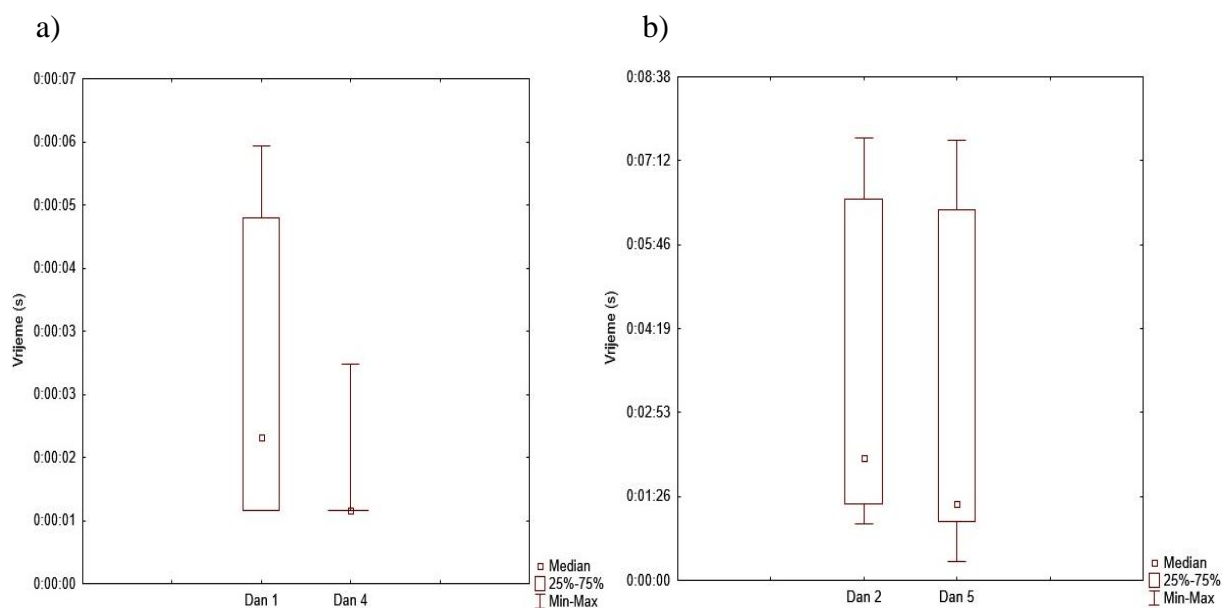 a)
0:00:07
0:00:06
0:00:05
0:00:04
0:00:03
0:00:03
0:00:02
0:00:01
0:00:00
Vrijeme (s)
Dan 1 Dan 4
Median
25%-75%
Min-Max
b)
0:08:38
0:07:12
0:05:46
0:04:19
0:02:53
0:01:26
0:00:00
Vrijeme (s)
Dan 2 Dan 5
Median
25%-75%
Min-Max